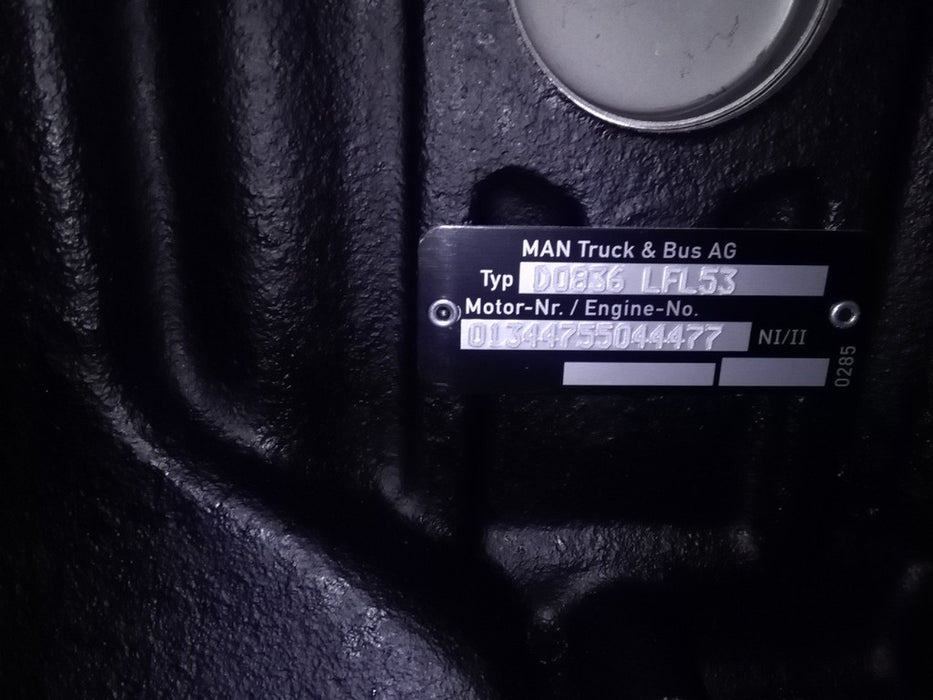 MAN Truck & Bus AG
Typ D0836 LFL53
Motor-Nr. / Engine-No.
01344755044477 NI/II
0285